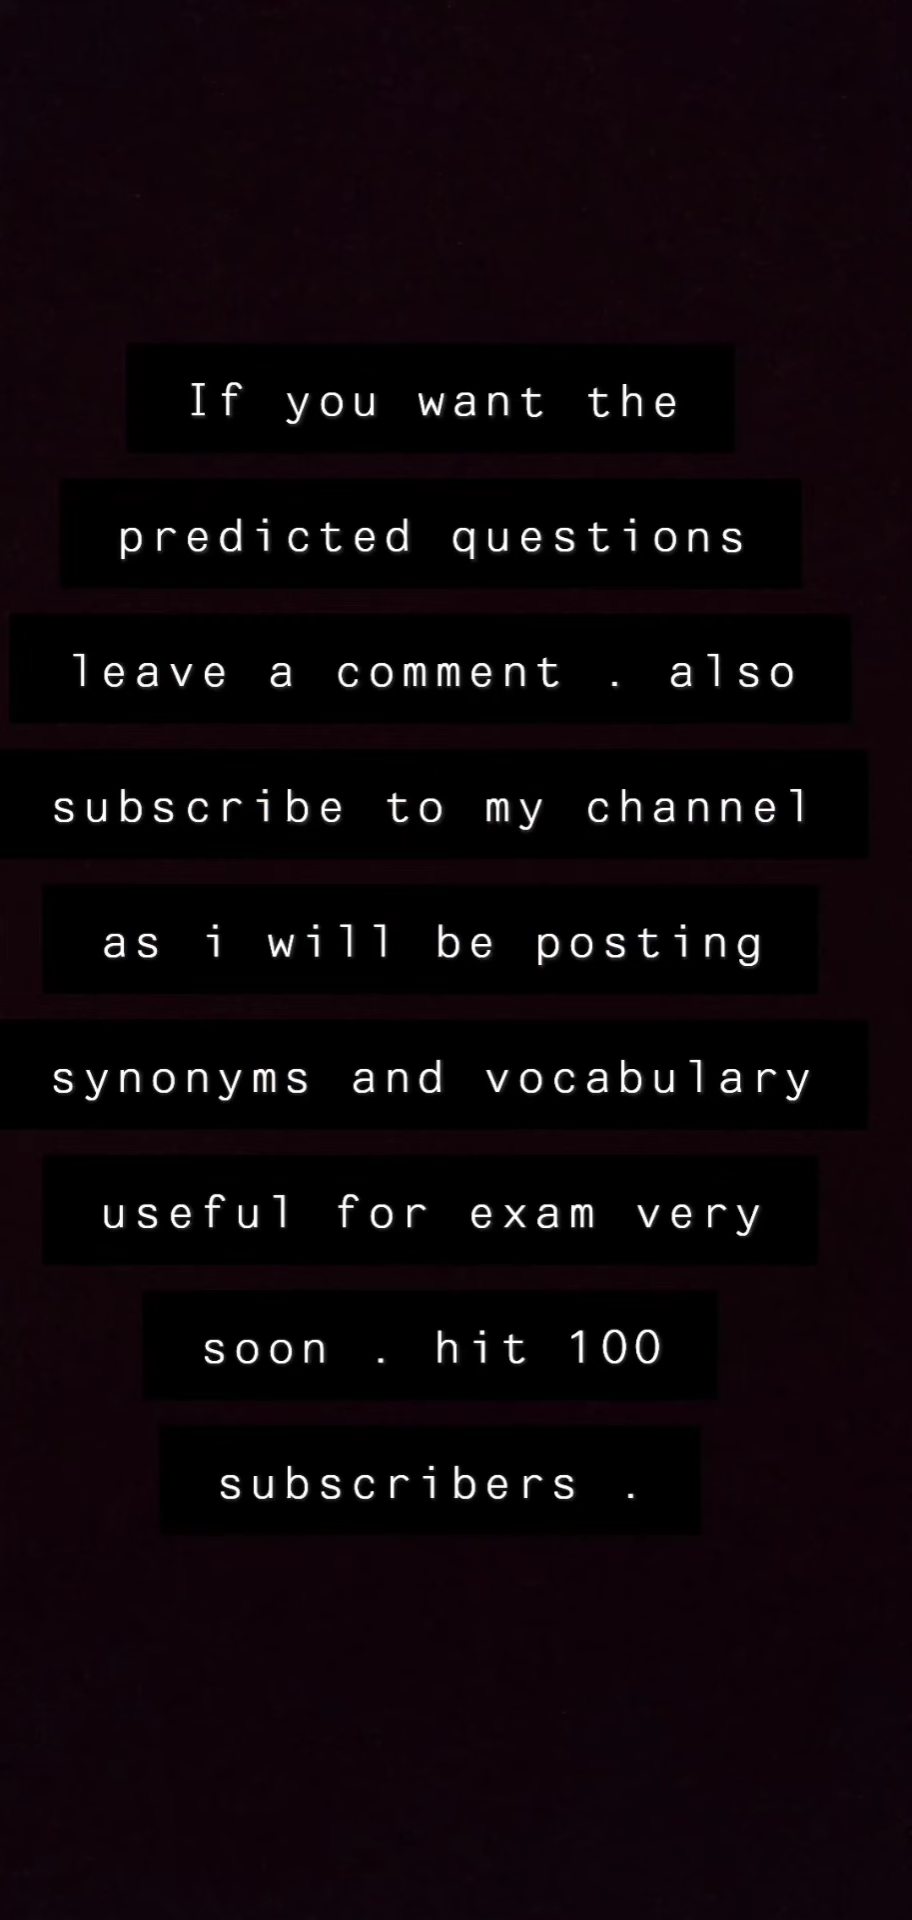 If you want the
predicted questions
leave a comment . also
subscribe to my channel
as i will be posting
synonyms and vocabulary
useful for exam very
soon . hit 100
subscribers .